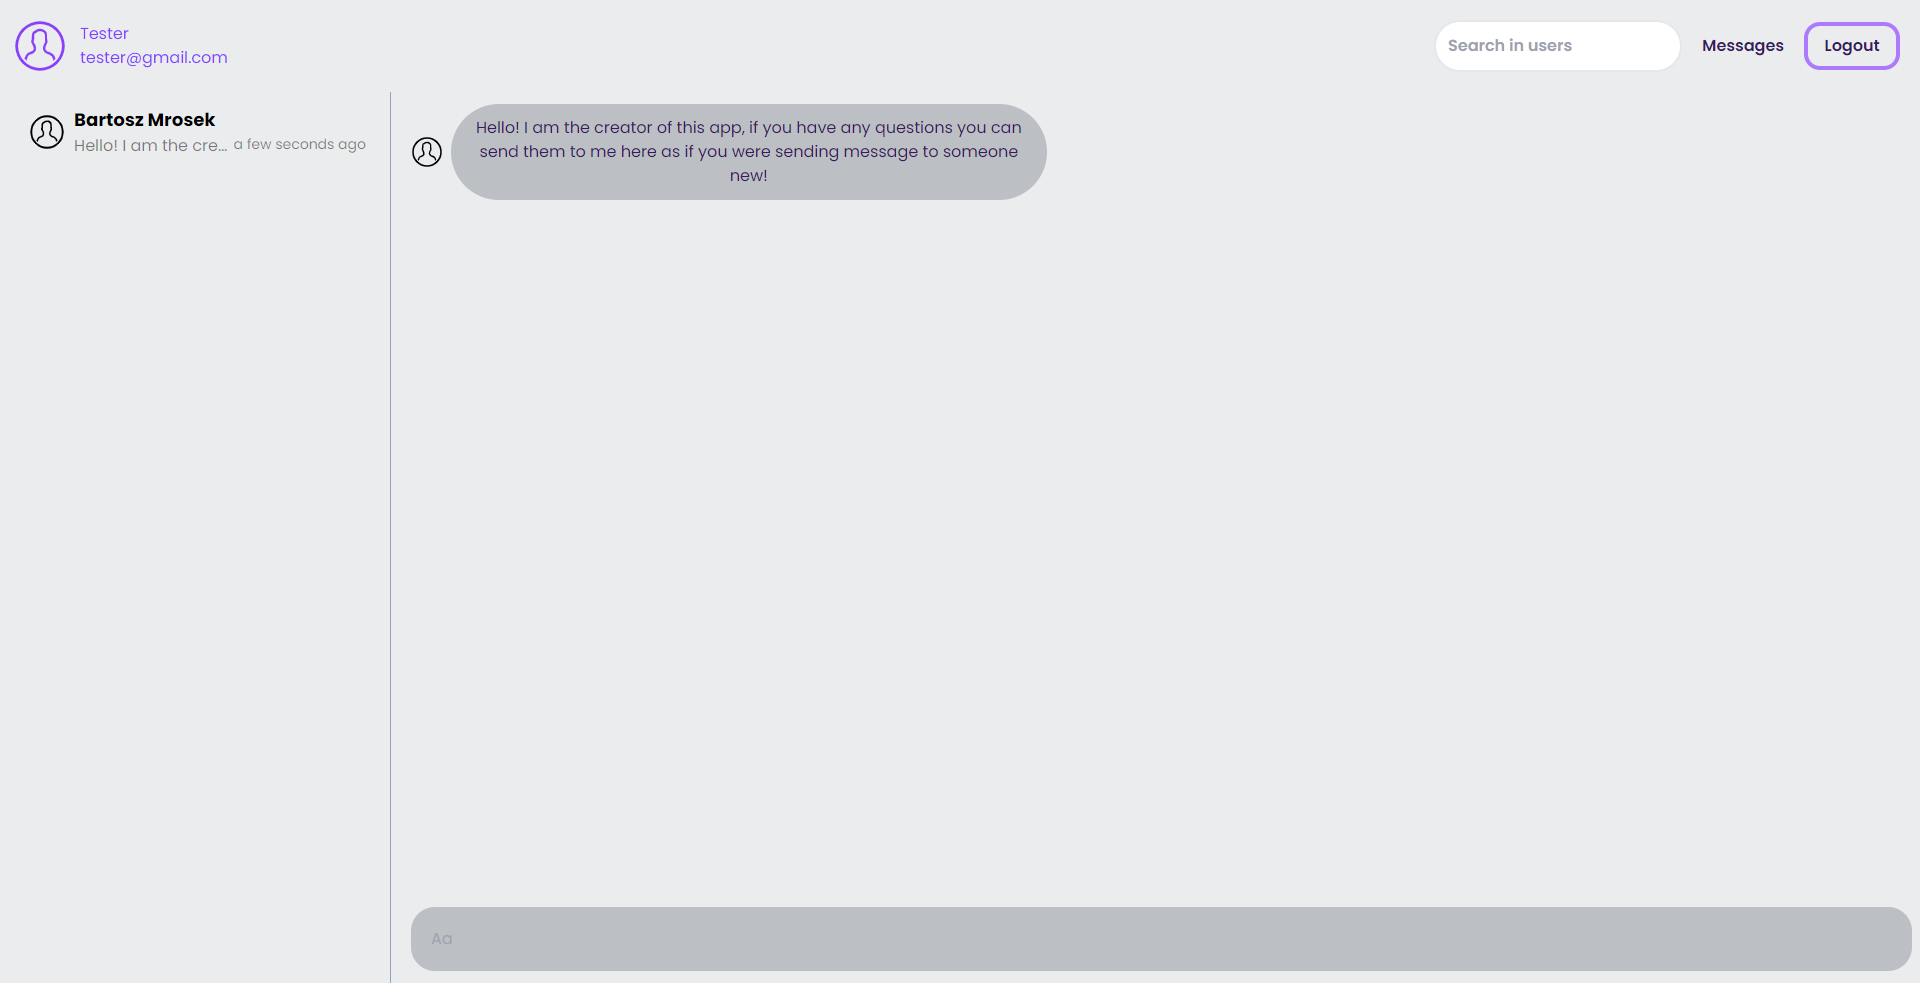 Tester
tester@gmail.com
Search in users
Messages
Logout
Bartosz Mrosek
Hello! I am the cre... a few seconds ago
Hello! I am the creator of this app, if you have any questions you can
send them to me here as if you were sending message to someone
new!
Aa